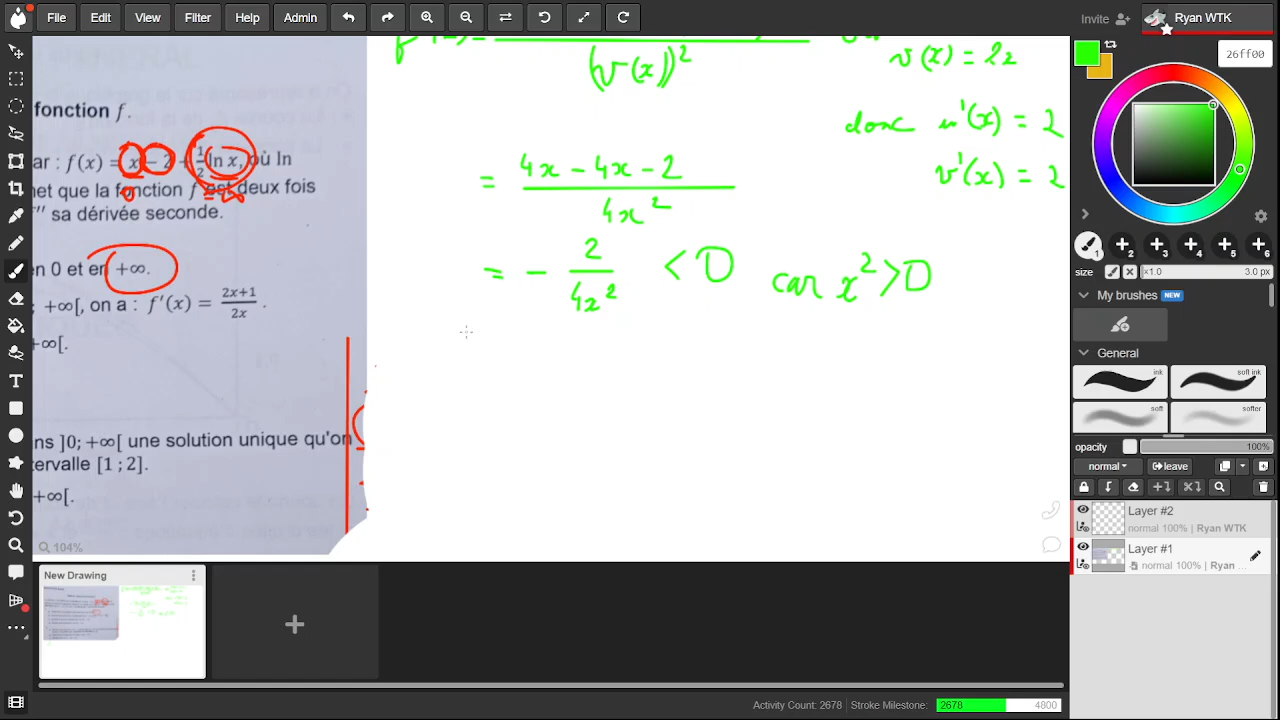 File Edit View Filter Help Admin
Invite Ryan WTK
26ff00
fonction f.
ar : f(x) = x − 2 + 1/2 ln x, où ln
net que la fonction f est deux fois
f'' sa dérivée seconde.
en 0 et en +∞.
; +∞[, on a : f'(x) = 2x+1/2x .
+∞[.
ns ]0; +∞[ une solution unique qu'on
tervalle [1 ; 2].
+∞[.
104%
(v(x))²
v(x) = 2x
donc u'(x) = 2
v'(x) = 2
= 4x − 4x − 2 / 4x²
= − 2/4x² < 0 car x² > 0
1 2 3 4
size x1.0 3.0 px
My brushes NEW
General
ink soft ink
soft softer
opacity 100%
normal leave
Layer #2
normal 100% | Ryan WTK
Layer #1
normal 100% | Ryan ...
New Drawing
Activity Count: 2678 Stroke Milestone: 2678 4800